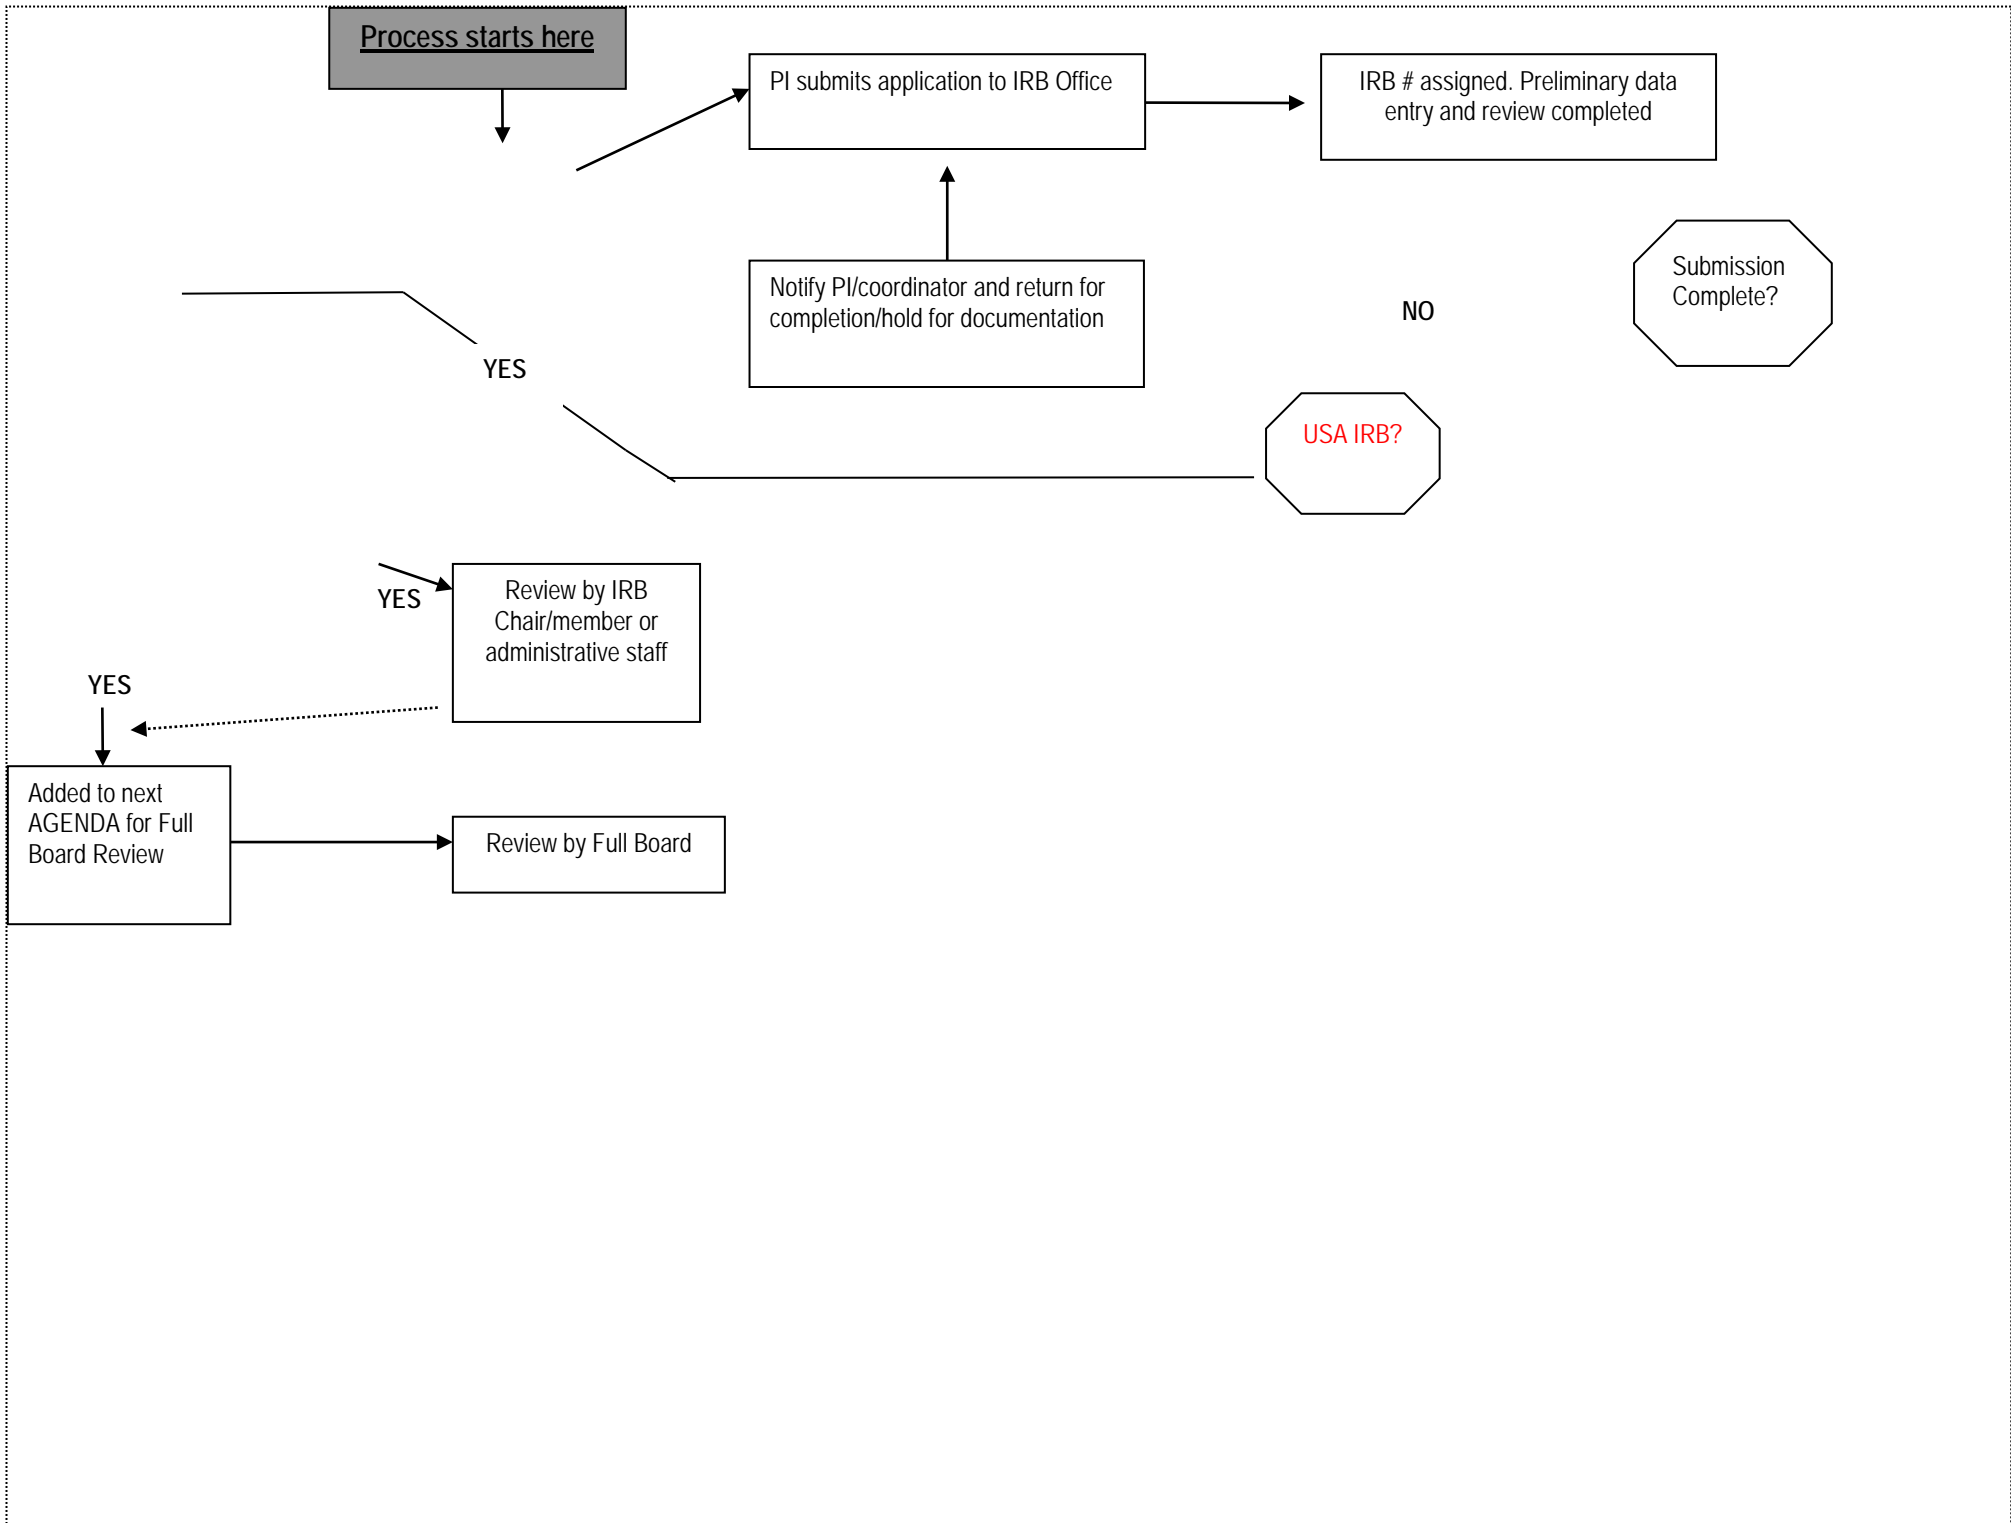 Process starts here
PI submits application to IRB Office
IRB # assigned. Preliminary data
entry and review completed
Submission
Complete?
Notify PI/coordinator and return for
completion/hold for documentation
NO
YES
USA IRB?
YES
Review by IRB
Chair/member or
administrative staff
YES
Added to next
AGENDA for Full
Board Review
Review by Full Board